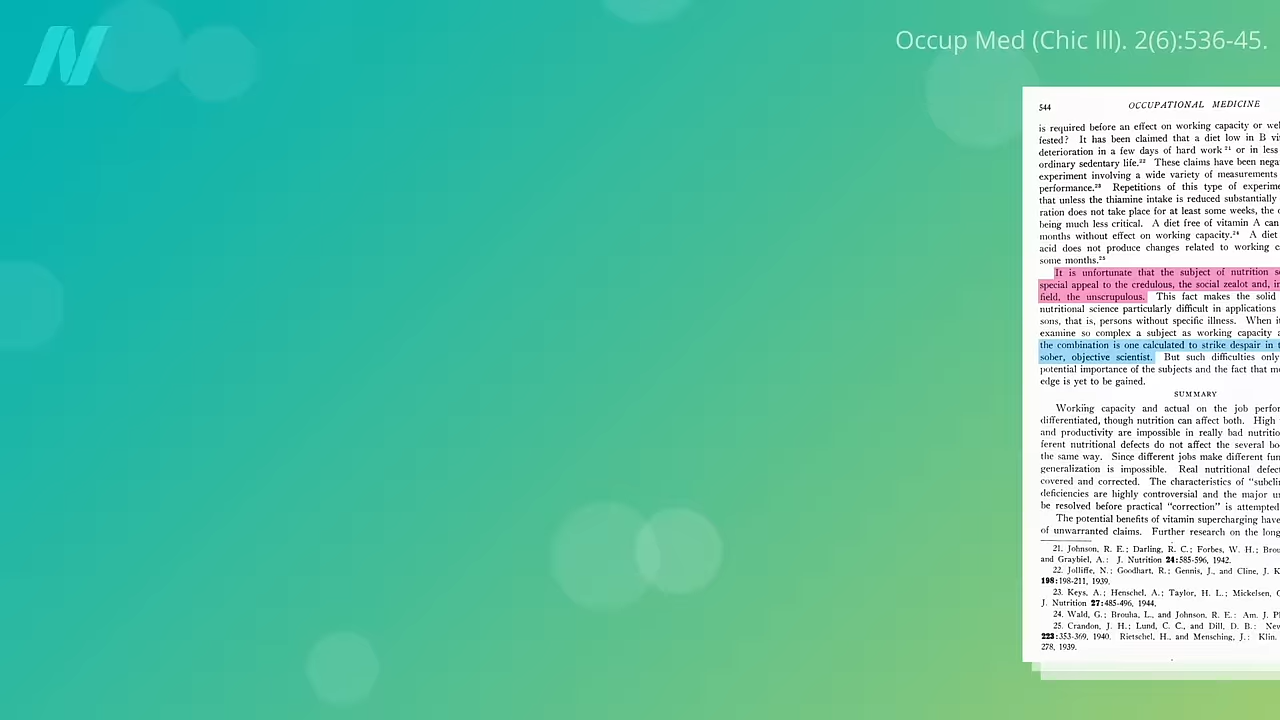 Occup Med (Chic Ill). 2(6):536-45.
544
OCCUPATIONAL MEDICINE
is required before an effect on working capacity or
fested? It has been claimed that a diet low in B
deterioration in a few days of hard work ²¹ or in less
ordinary sedentary life.²² These claims have been
experiment involving a wide variety of measurements
performance.²³ Repetitions of this type of
that unless the thiamine intake is reduced substantially
ration does not take place for at least some weeks, the
being much less critical. A diet free of vitamin A can
months without effect on working capacity.²⁴ A diet
acid does not produce changes related to working
some months.²⁵
It is unfortunate that the subject of nutrition
special appeal to the credulous, the social zealot and,
field, the unscrupulous. This fact makes the solid
nutritional science particularly difficult in applications
sons, that is, persons without specific illness. When
examine so complex a subject as working capacity
the combination is one calculated to strike despair in
sober, objective scientist. But such difficulties only
potential importance of the subjects and the fact that
edge is yet to be gained.
SUMMARY
Working capacity and actual on the job
differentiated, though nutrition can affect both. High
and productivity are impossible in really bad
ferent nutritional defects do not affect the several
the same way. Since different jobs make different
generalization is impossible. Real nutritional
covered and corrected. The characteristics of
deficiencies are highly controversial and the major
be resolved before practical "correction" is attempted
The potential benefits of vitamin supercharging have
of unwarranted claims. Further research on the
21. Johnson, R. E.; Darling, R. C.; Forbes, W. H.;
and Graybiel, A.: J. Nutrition 24:585-596, 1942.
22. Jolliffe, N.; Goodhart, R.; Gennis, J., and Cline, J.
198:198-211, 1939.
23. Keys, A.; Henschel, A.; Taylor, H. L.; Mickelsen,
J. Nutrition 27:485-496, 1944.
24. Wald, G.; Brouha, L., and Johnson, R. E.: Am. J.
25. Crandon, J. H.; Lund, C. C., and Dill, D. B.:
223:353-369, 1940. Rietschel, H., and Mensching, J.: Klin.
278, 1939.